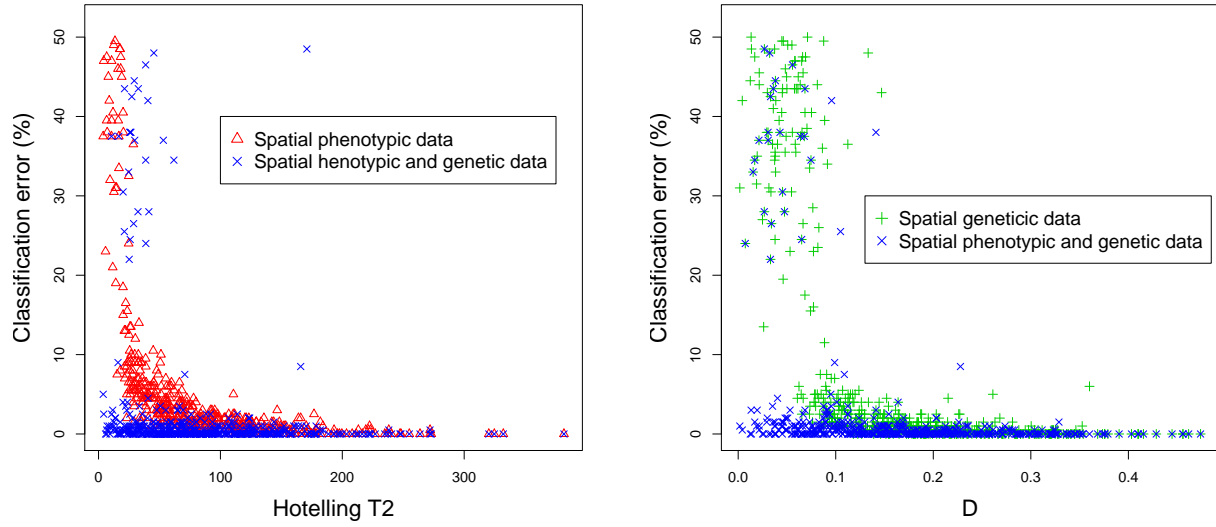 50
40
30
20
10
0
Classification error (%)
Spatial phenotypic data
Spatial henotypic and genetic data
0
100
200
300
Hotelling T2
50
40
30
20
10
0
Classification error (%)
Spatial geneticic data
Spatial phenotypic and genetic data
0.0
0.1
0.2
0.3
0.4
D